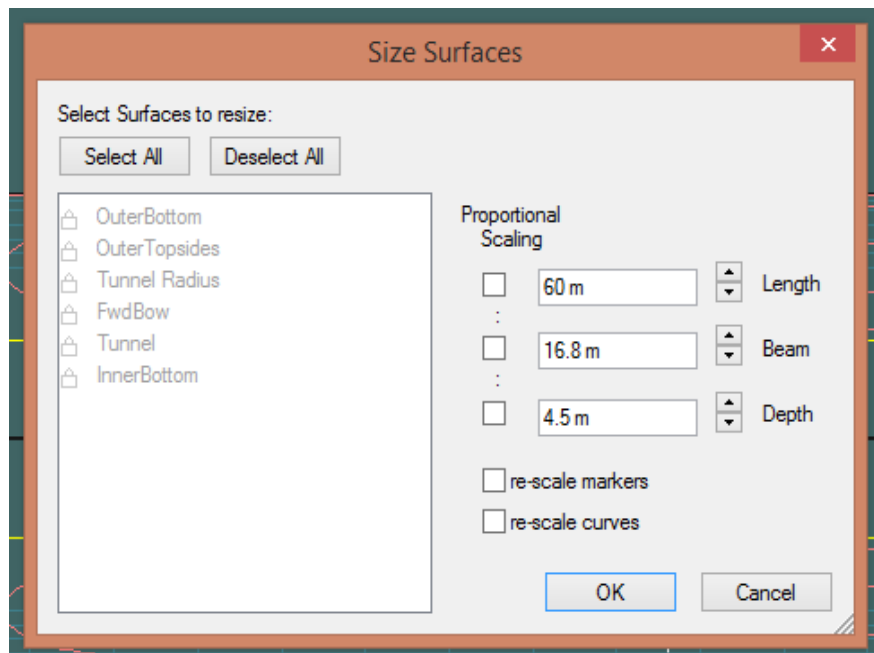 Size Surfaces
Select Surfaces to resize:
Select All Deselect All
OuterBottom
OuterTopsides
Tunnel Radius
FwdBow
Tunnel
InnerBottom
Proportional
Scaling
60 m Length
:
16.8 m Beam
:
4.5 m Depth
re-scale markers
re-scale curves
OK Cancel